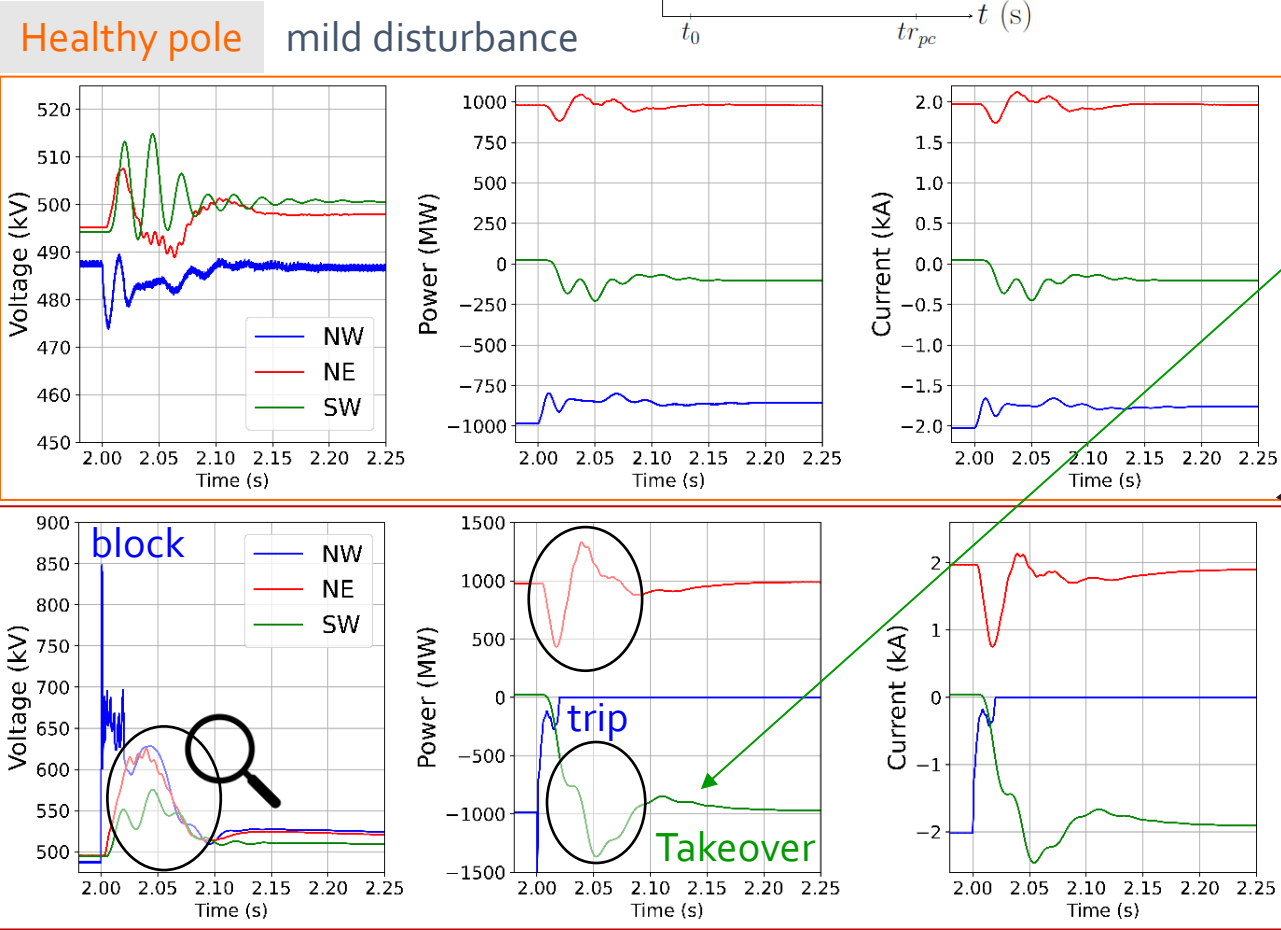 Healthy pole mild disturbance
t₀ tr_pc t (s)
Voltage (kV)
520
510
500
490
480
470
460
450
NW
NE
SW
2.00 2.05 2.10 2.15 2.20 2.25
Time (s)
Power (MW)
1000
750
500
250
0
−250
−500
−750
−1000
2.00 2.05 2.10 2.15 2.20 2.25
Time (s)
Current (kA)
2.0
1.5
1.0
0.5
0.0
−0.5
−1.0
−1.5
−2.0
2.00 2.05 2.10 2.15 2.20 2.25
Time (s)
Voltage (kV)
900
850
800
750
700
650
600
550
500
block
NW
NE
SW
2.00 2.05 2.10 2.15 2.20 2.25
Time (s)
Power (MW)
1500
1000
500
0
−500
−1000
−1500
trip
Takeover
2.00 2.05 2.10 2.15 2.20 2.25
Time (s)
Current (kA)
2
1
0
−1
−2
2.00 2.05 2.10 2.15 2.20 2.25
Time (s)